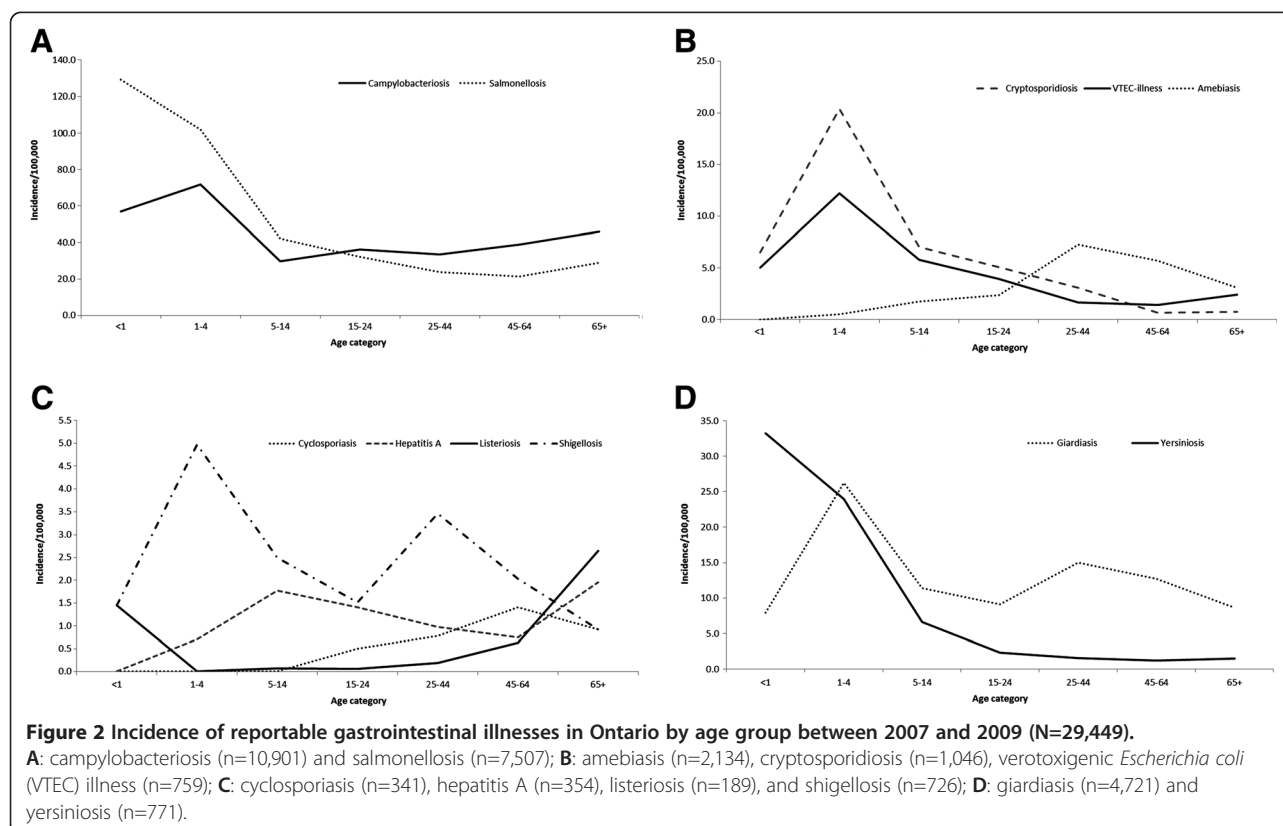 A
140.0
120.0
100.0
80.0
60.0
40.0
20.0
0.0
Incidence/100,000
Campylobacteriosis Salmonellosis
<1 1-4 5-14 15-24 25-44 45-64 65+
Age category
B
25.0
20.0
15.0
10.0
5.0
0.0
Incidence/100,000
Cryptosporidiosis VTEC-illness Amebiasis
<1 1-4 5-14 15-24 25-44 45-64 65+
Age category
C
5.5
5.0
4.5
4.0
3.5
3.0
2.5
2.0
1.5
1.0
0.5
0.0
Incidence/100,000
Cyclosporiasis Hepatitis A Listeriosis Shigellosis
<1 1-4 5-14 15-24 25-44 45-64 65+
Age category
D
35.0
30.0
25.0
20.0
15.0
10.0
5.0
0.0
Incidence/100,000
Giardiasis Yersiniosis
<1 1-4 5-14 15-24 25-44 45-64 65+
Age category
Figure 2 Incidence of reportable gastrointestinal illnesses in Ontario by age group between 2007 and 2009 (N=29,449).
A: campylobacteriosis (n=10,901) and salmonellosis (n=7,507); B: amebiasis (n=2,134), cryptosporidiosis (n=1,046), verotoxigenic Escherichia coli
(VTEC) illness (n=759); C: cyclosporiasis (n=341), hepatitis A (n=354), listeriosis (n=189), and shigellosis (n=726); D: giardiasis (n=4,721) and
yersiniosis (n=771).